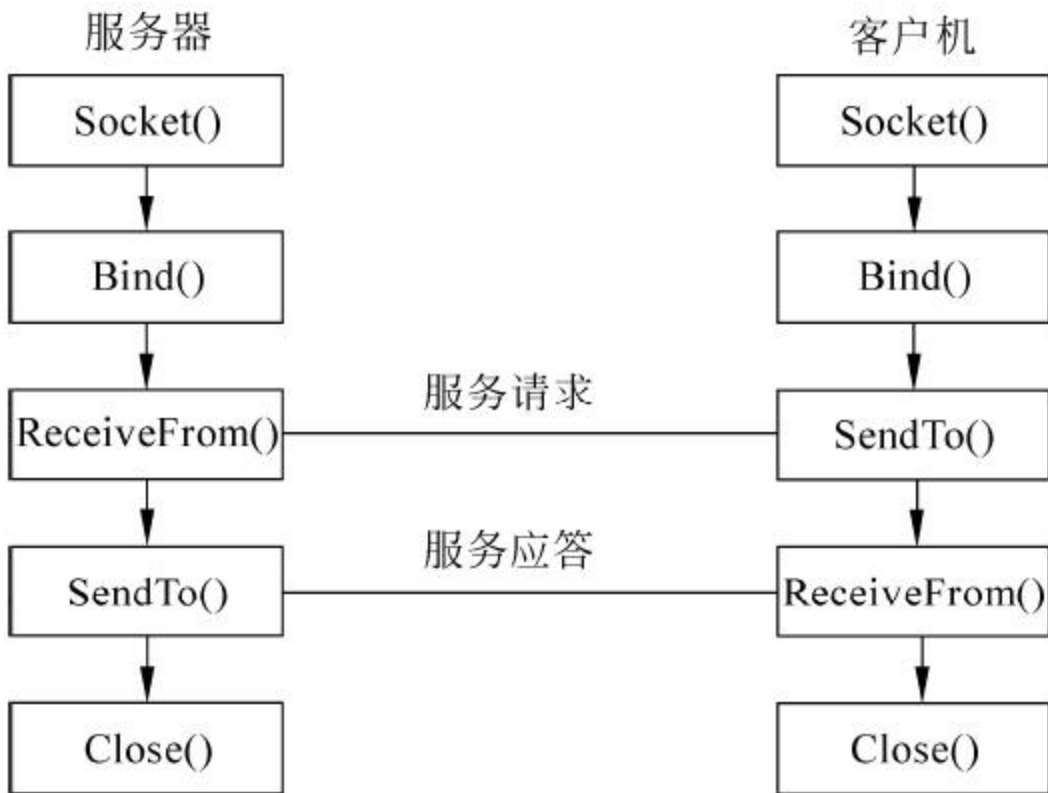 服务器
客户机
Socket()
Socket()
Bind()
Bind()
服务请求
ReceiveFrom()
SendTo()
服务应答
SendTo()
ReceiveFrom()
Close()
Close()